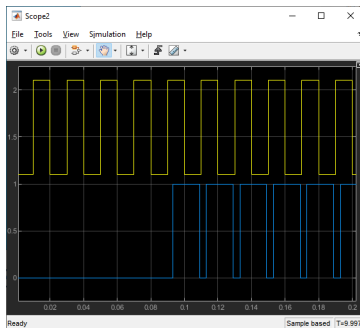 Scope2
File Tools View Simulation Help
2
1.5
1
0.5
0
0.02 0.04 0.06 0.08 0.1 0.12 0.14 0.16 0.18 0.2
Ready
Sample based T=9.997